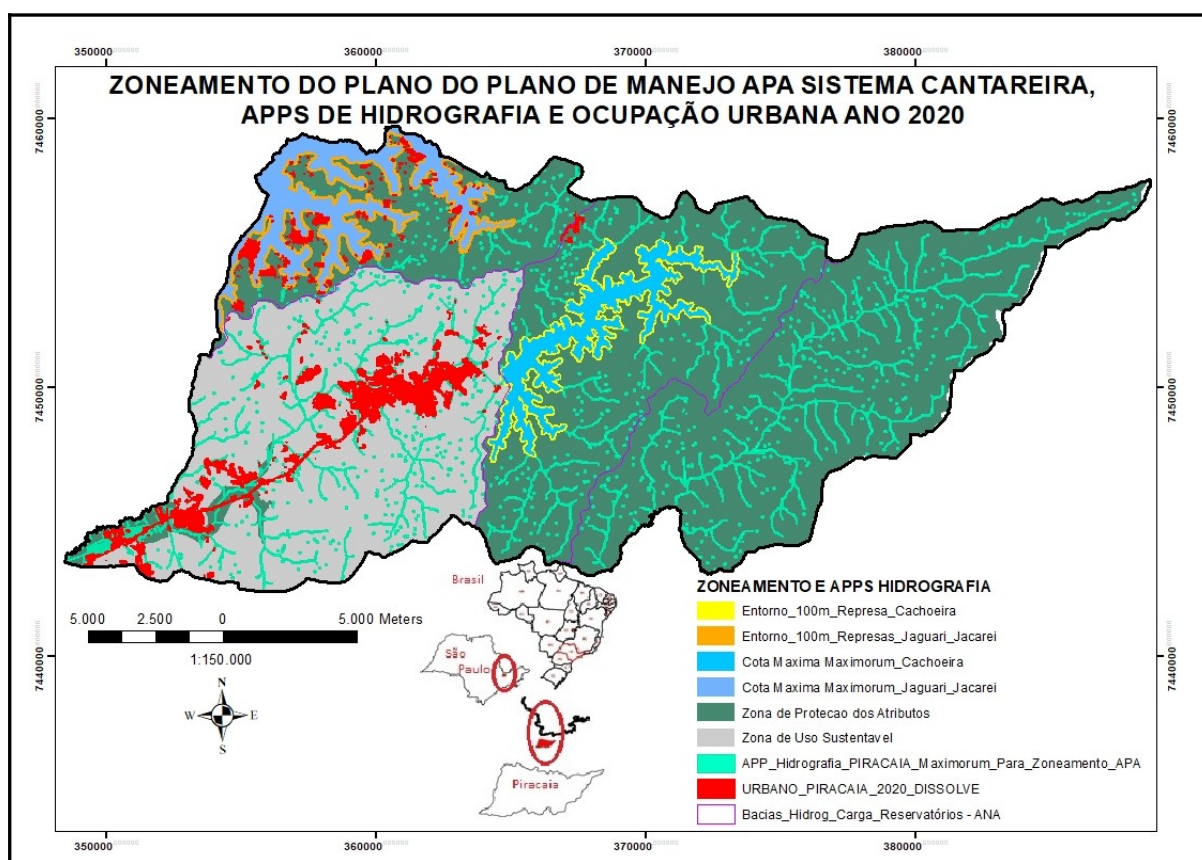 350000 360000 370000 380000
ZONEAMENTO DO PLANO DO PLANO DE MANEJO APA SISTEMA CANTAREIRA,
APPS DE HIDROGRAFIA E OCUPAÇÃO URBANA ANO 2020
7460000 7460000
7450000 7450000
7440000 7440000
5.000 2.500 0 5.000 Meters
1:150.000
N
W E
S
Brasil
São
Paulo
Piracaia
ZONEAMENTO E APPS HIDROGRAFIA
Entorno_100m_Represa_Cachoeira
Entorno_100m_Represas_Jaguari_Jacarei
Cota Maxima Maximorum_Cachoeira
Cota Maxima Maximorum_Jaguari_Jacarei
Zona de Protecao dos Atributos
Zona de Uso Sustentavel
APP_Hidrografia_PIRACAIA_Maximorum_Para_Zoneamento_APA
URBANO_PIRACAIA_2020_DISSOLVE
Bacias_Hidrog_Carga_Reservatórios - ANA
350000 360000 370000 380000